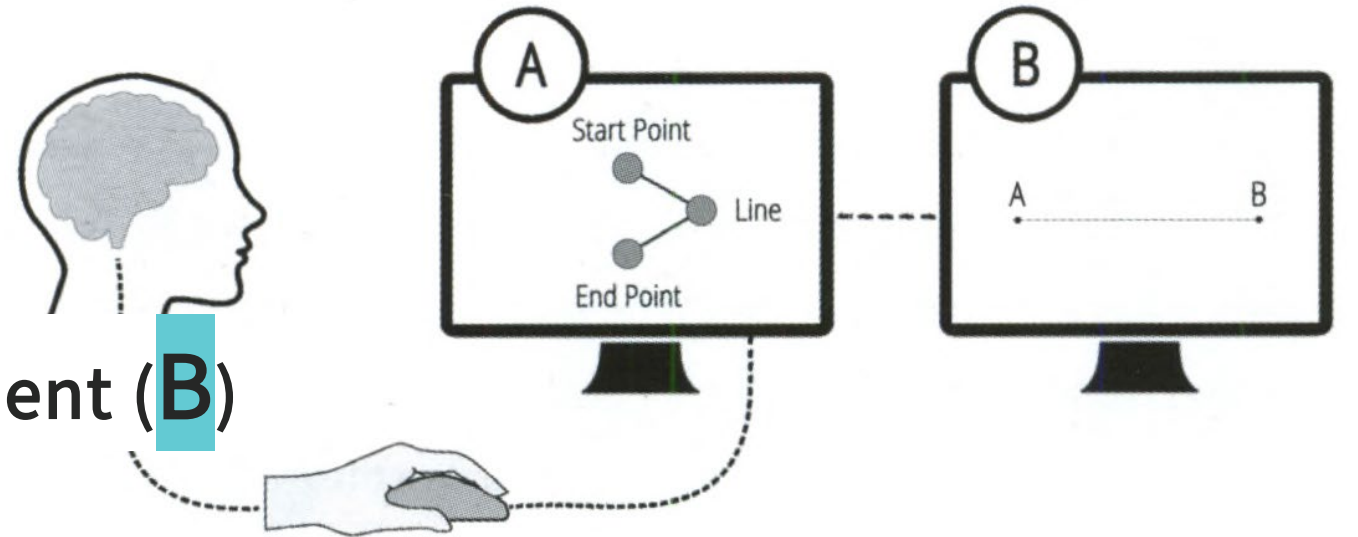 A
B
Start Point
A
B
Line
End Point
ent (B)